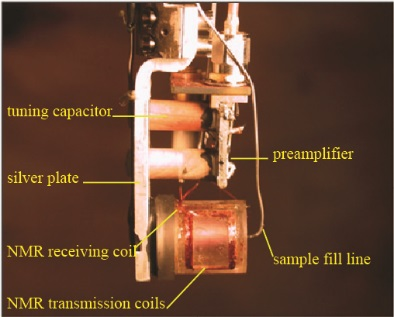 tuning capacitor
preamplifier
silver plate
NMR receiving coil
sample fill line
NMR transmission coils